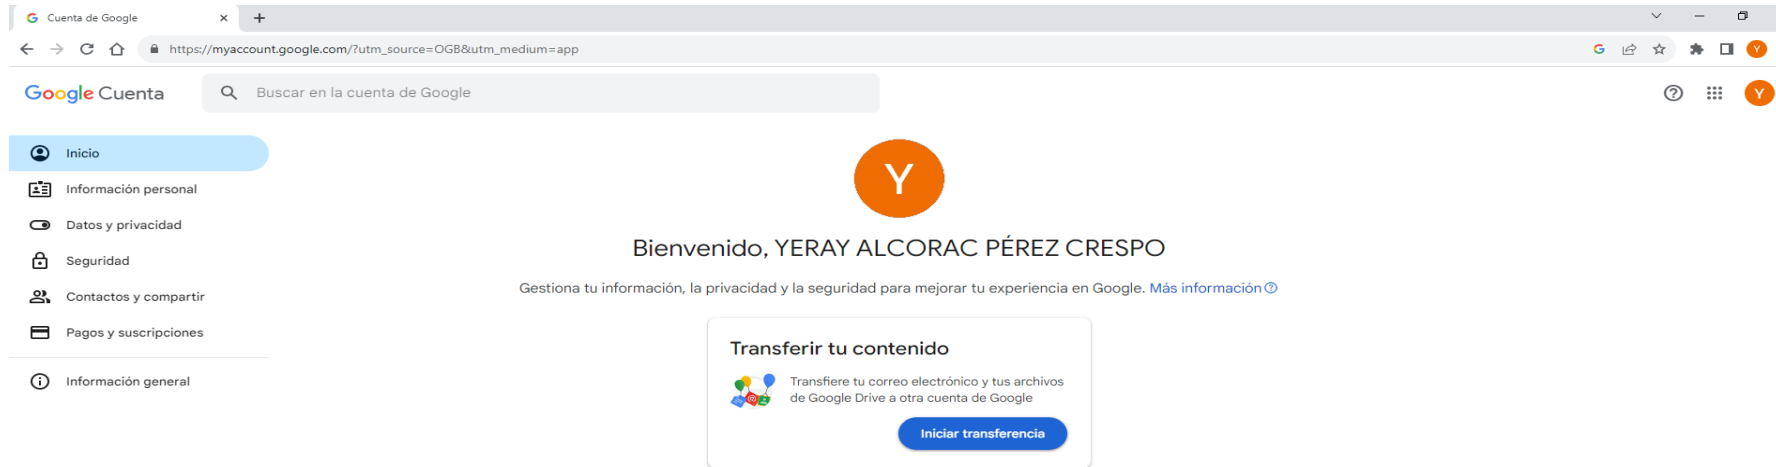 Cuenta de Google
https://myaccount.google.com/?utm_source=OGB&utm_medium=app
Y
Google Cuenta
Buscar en la cuenta de Google
Y
Inicio
Información personal
Datos y privacidad
Seguridad
Contactos y compartir
Pagos y suscripciones
Información general
Y
Bienvenido, YERAY ALCORAC PÉREZ CRESPO
Gestiona tu información, la privacidad y la seguridad para mejorar tu experiencia en Google. Más información
Transferir tu contenido
Transfiere tu correo electrónico y tus archivos
de Google Drive a otra cuenta de Google
Iniciar transferencia